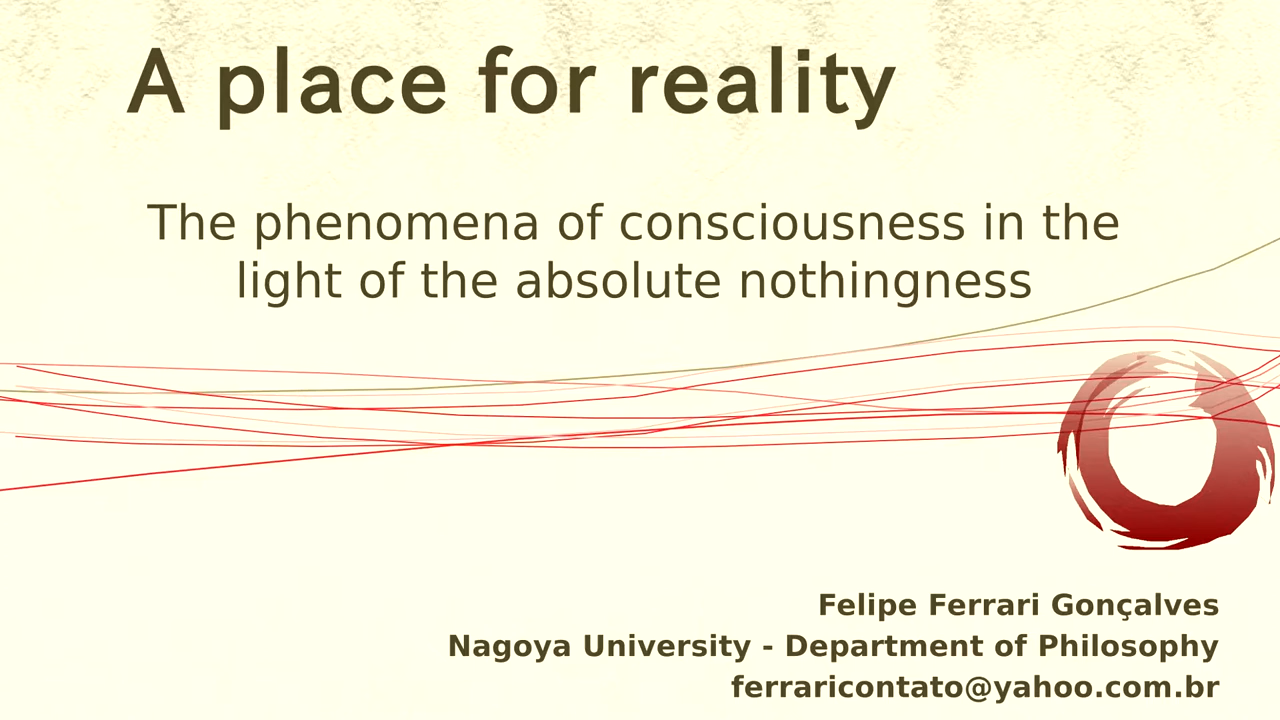 A place for reality
The phenomena of consciousness in the
light of the absolute nothingness
Felipe Ferrari Gonçalves
Nagoya University - Department of Philosophy
ferraricontato@yahoo.com.br